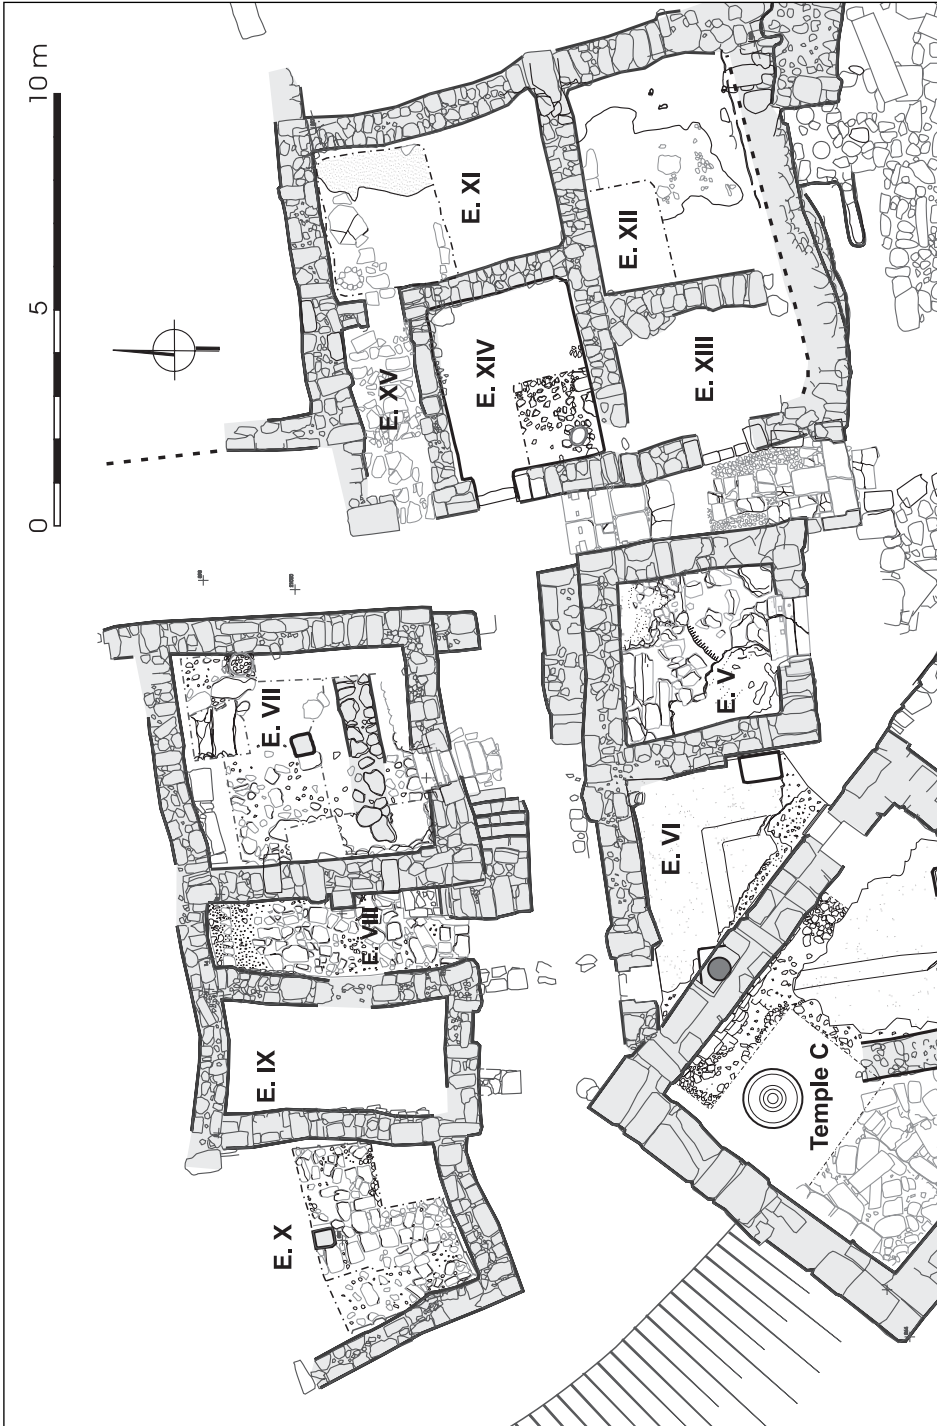 0 5 10 m
E. XI
E. XII
E. XIV
E. XIII
E. XV
E. VII
E. V
E. VI
E. VIII
E. IX
E. X
Temple C